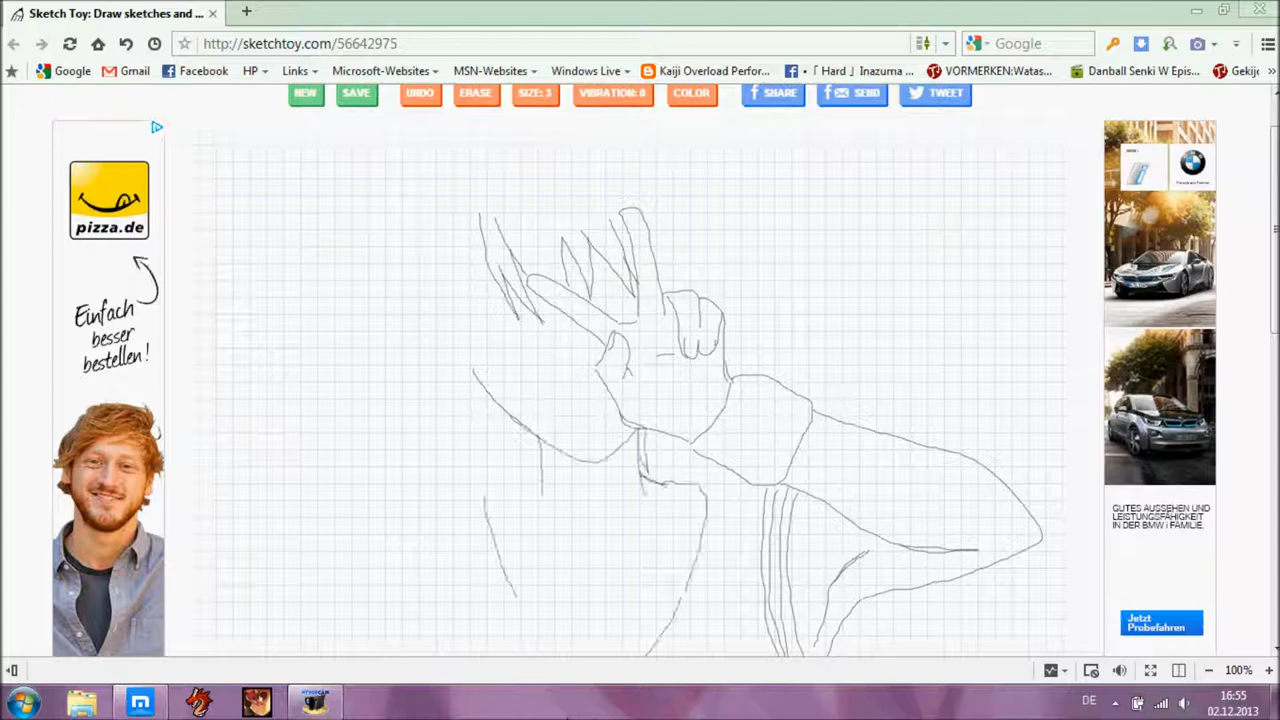 Sketch Toy: Draw sketches and ...
http://sketchtoy.com/56642975
Google
Google
Gmail
Facebook
HP
Links
Microsoft-Websites
MSN-Websites
Windows Live
Kaiji Overload Perfor...
•「 Hard 」Inazuma ...
VORMERKEN:Watas...
Danball Senki W Epis...
Gekij
NEW
SAVE
UNDO
ERASE
SIZE: 3
VIBRATION: 0
COLOR
SHARE
SEND
TWEET
pizza.de
Einfach
besser
bestellen!
BMW
GUTES AUSSEHEN UND
LEISTUNGSFÄHIGKEIT
IN DER BMW i FAMILIE.
Jetzt
Probefahren
100%
DE
16:55
02.12.2013